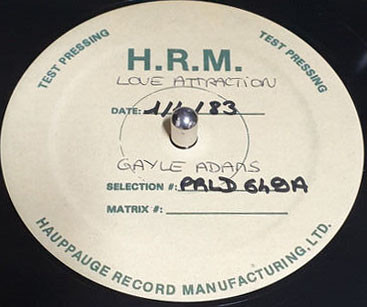 TEST PRESSING
TEST PRESSING
H.R.M.
LOVE ATTRACTION
DATE: 1/1/83
GAYLE ADAMS
SELECTION #: PRLD 649A
MATRIX #:
HAUPPAUGE RECORD MANUFACTURING, LTD.